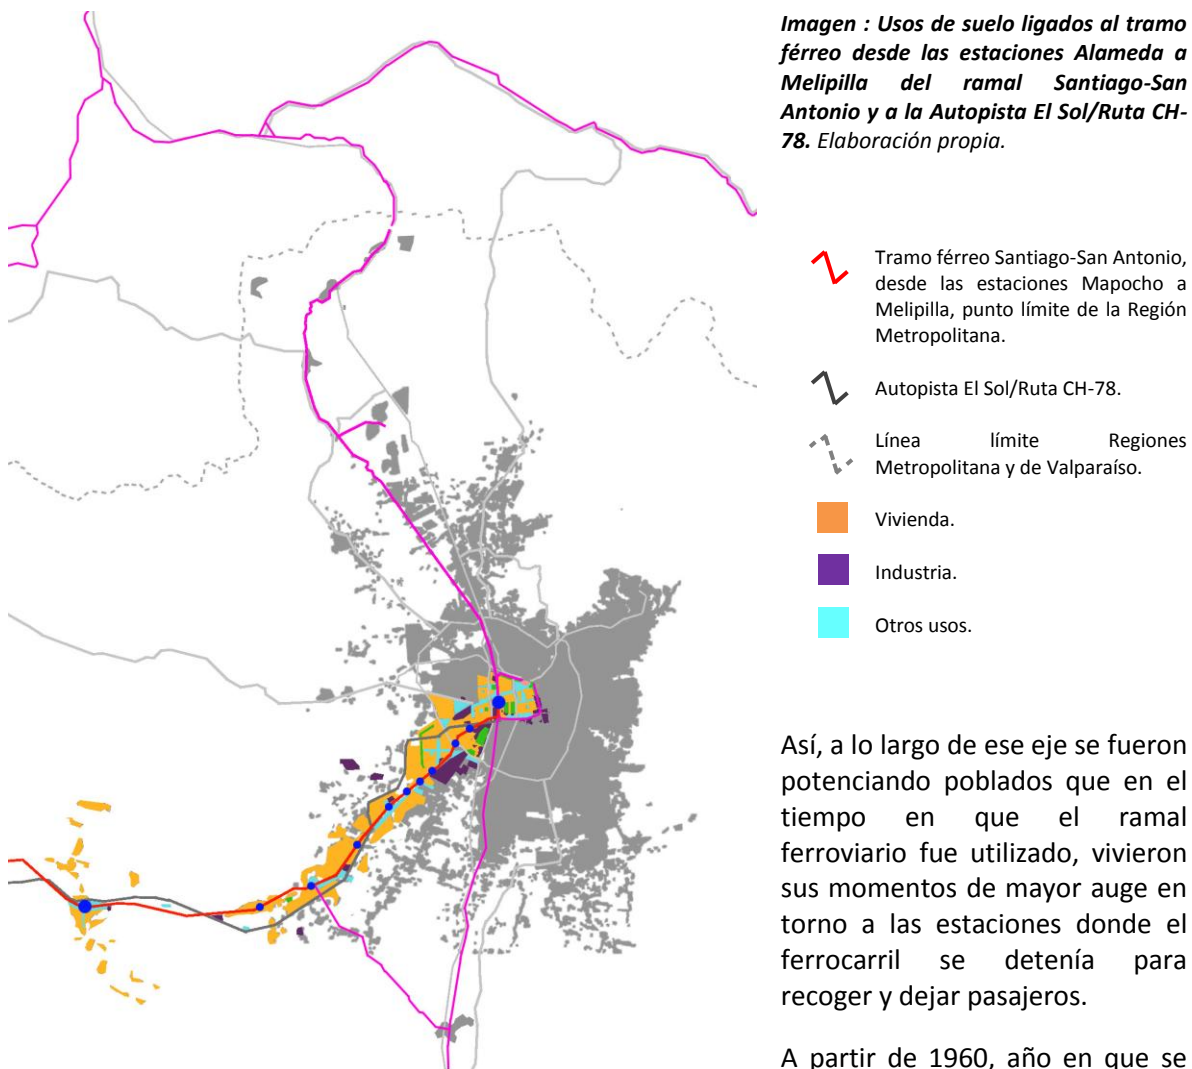 Imagen : Usos de suelo ligados al tramo
férreo desde las estaciones Alameda a
Melipilla del ramal Santiago-San
Antonio y a la Autopista El Sol/Ruta CH-
78. Elaboración propia.
Tramo férreo Santiago-San Antonio,
desde las estaciones Mapocho a
Melipilla, punto límite de la Región
Metropolitana.
Autopista El Sol/Ruta CH-78.
Línea límite Regiones
Metropolitana y de Valparaíso.
Vivienda.
Industria.
Otros usos.
Así, a lo largo de ese eje se fueron
potenciando poblados que en el
tiempo en que el ramal
ferroviario fue utilizado, vivieron
sus momentos de mayor auge en
torno a las estaciones donde el
ferrocarril se detenía para
recoger y dejar pasajeros.
A partir de 1960, año en que se